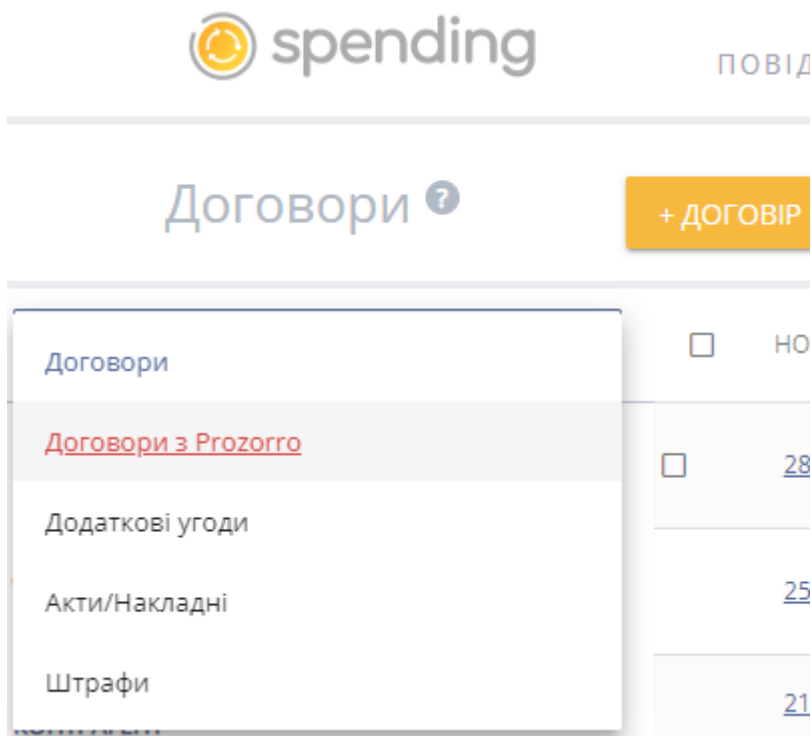 spending
ПОВІД
Договори ?
+ ДОГОВІР
Договори
НО
Договори з Prozorro
28
Додаткові угоди
Акти/Накладні
25
Штрафи
21